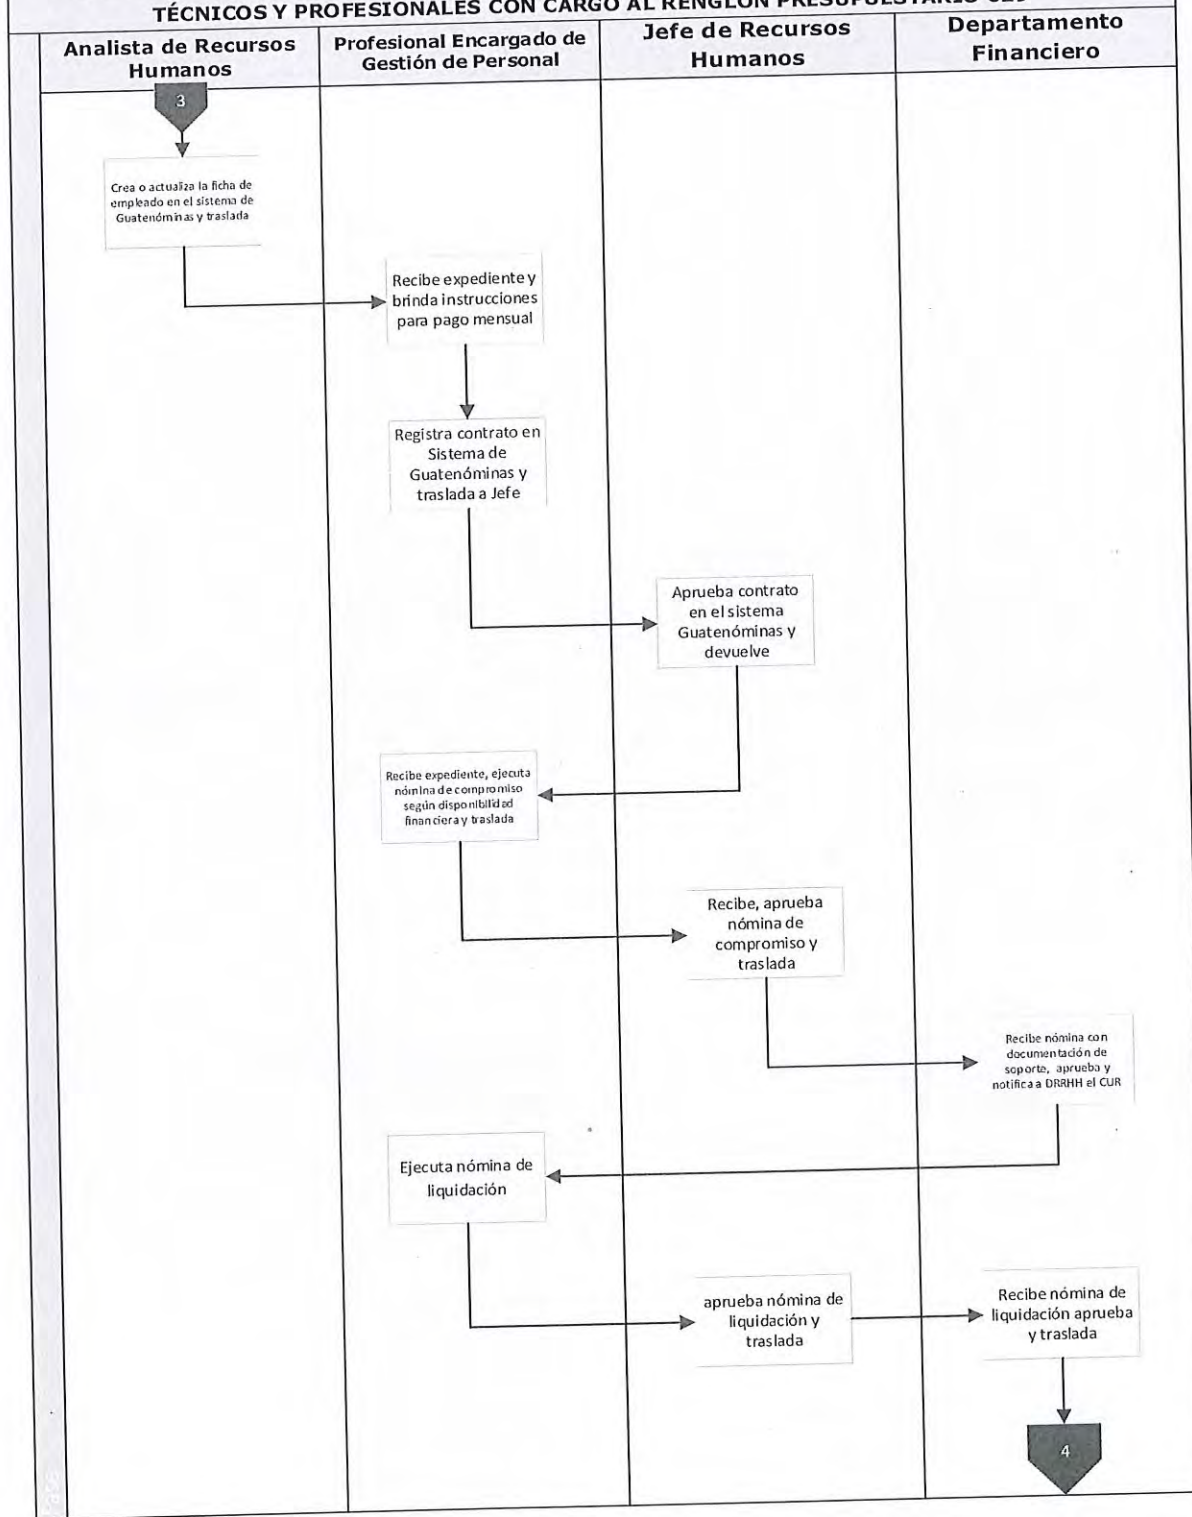 TÉCNICOS Y PROFESIONALES CON CARGO AL RENGLÓN PRESUPUESTARIO
Analista de Recursos
Humanos
Profesional Encargado de
Gestión de Personal
Jefe de Recursos
Humanos
Departamento
Financiero
3
Crea o actualiza la ficha de
empleado en el sistema de
Guatenóminas y traslada
Recibe expediente y
brinda instrucciones
para pago mensual
Registra contrato en
Sistema de
Guatenóminas y
traslada a Jefe
Aprueba contrato
en el sistema
Guatenóminas y
devuelve
Recibe expediente, ejecuta
nómina de compromiso
según disponibilidad
financiera y traslada
Recibe, aprueba
nómina de
compromiso y
traslada
Recibe nómina con
documentación de
soporte, aprueba y
notifica a DRRHH el CUR
Ejecuta nómina de
liquidación
aprueba nómina de
liquidación y
traslada
Recibe nómina de
liquidación aprueba
y traslada
4
Fase